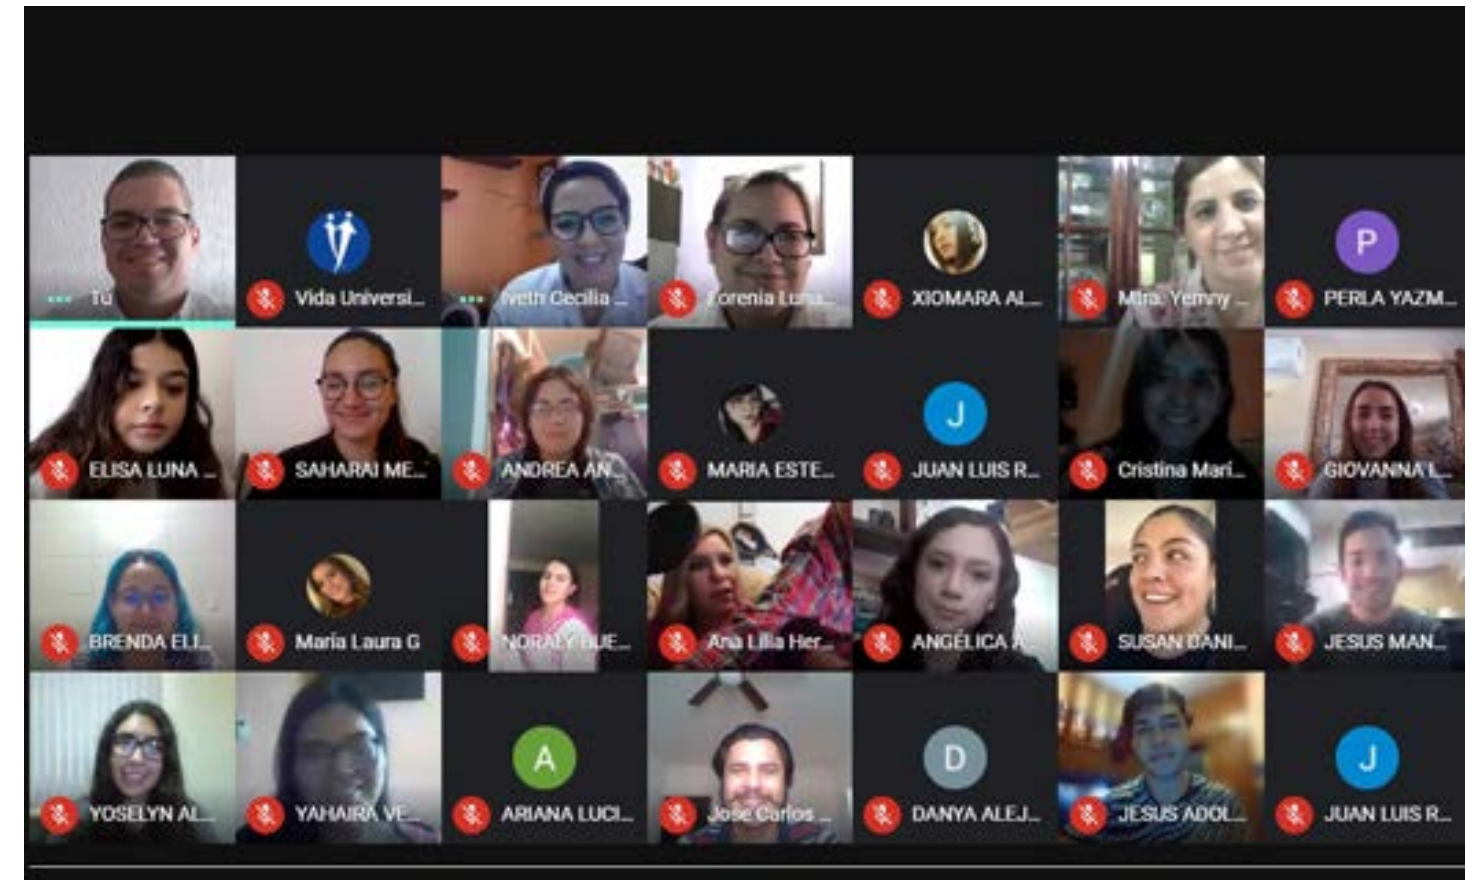 Tú
Vida Universi...
Iveth Cecilia ...
Lorenia Luna...
XIOMARA AL...
Mtra. Yemny ...
P
PERLA YAZM...
ELISA LUNA ...
SAHARAI ME...
ANDREA AN...
MARIA ESTE...
J
JUAN LUIS R...
Cristina Marí...
GIOVANNA L...
BRENDA ELI...
María Laura G
NORALY BUE...
Ana Lilia Her...
ANGÉLICA A...
SUSAN DANI...
JESUS MAN...
YOSELYN AL...
YAHAIRA VE...
A
ARIANA LUCI...
Jose Carlos ...
D
DANYA ALEJ...
JESUS ADOL...
J
JUAN LUIS R...